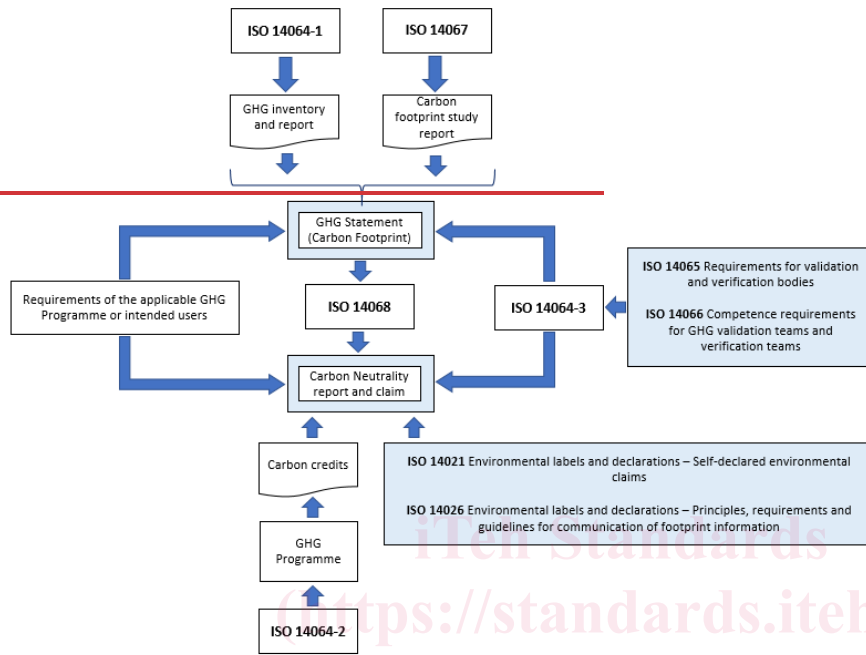 ISO 14064-1
ISO 14067
GHG inventory
and report
Carbon
footprint study
report
GHG Statement
(Carbon Footprint)
Requirements of the applicable GHG
Programme or intended users
ISO 14068
ISO 14064-3
ISO 14065 Requirements for validation
and verification bodies
ISO 14066 Competence requirements
for GHG validation teams and
verification teams
Carbon Neutrality
report and claim
Carbon credits
ISO 14021 Environmental labels and declarations – Self-declared environmental
claims
ISO 14026 Environmental labels and declarations – Principles, requirements and
guidelines for communication of footprint information
GHG
Programme
ISO 14064-2
iTeh Standards
(https://standards.iteh